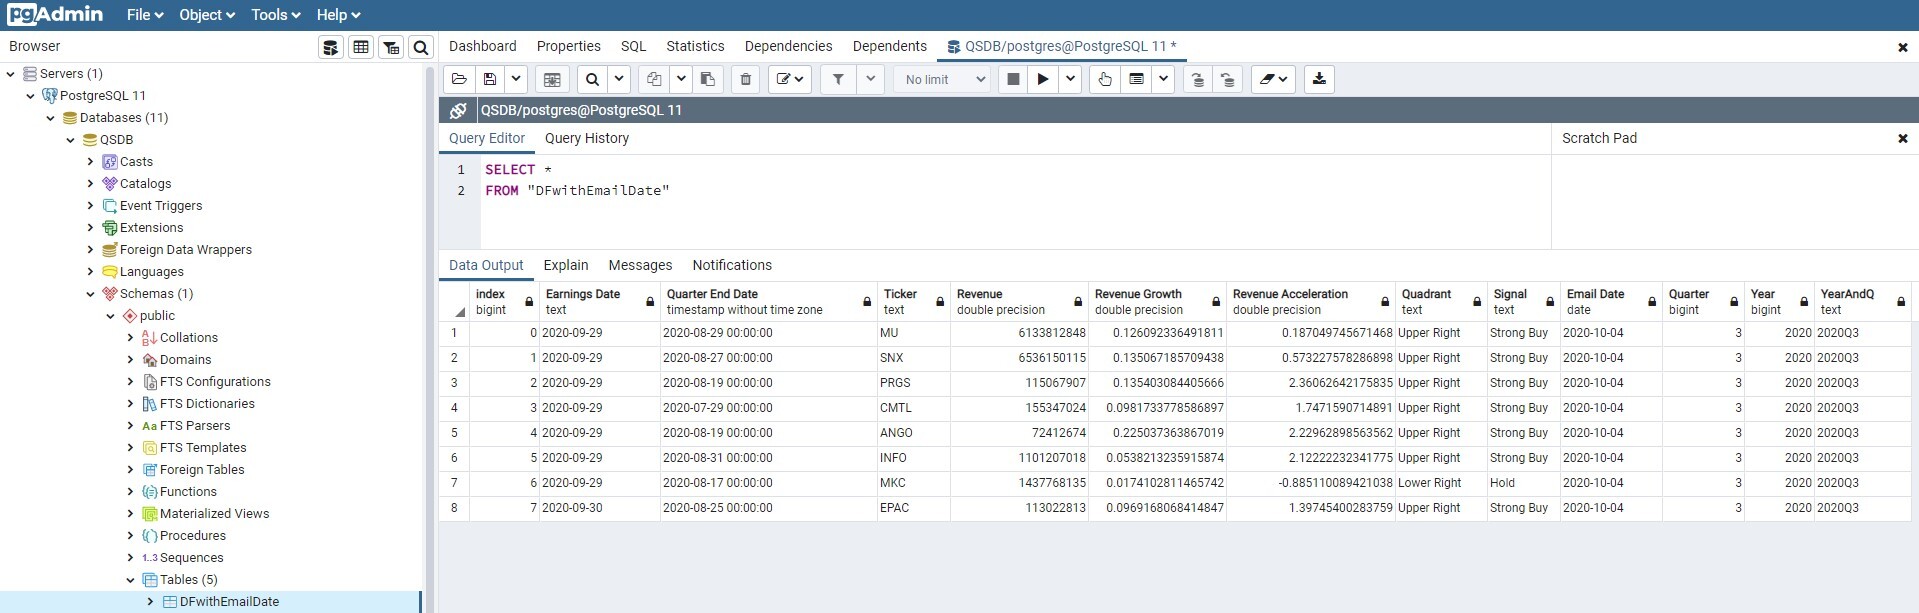 pgAdmin File Object Tools Help
Browser
Dashboard Properties SQL Statistics Dependencies Dependents QSDB/postgres@PostgreSQL 11 *
Servers (1)
PostgreSQL 11
Databases (11)
QSDB
Casts
Catalogs
Event Triggers
Extensions
Foreign Data Wrappers
Languages
Schemas (1)
public
Collations
Domains
FTS Configurations
FTS Dictionaries
Aa FTS Parsers
FTS Templates
Foreign Tables
Functions
Materialized Views
Procedures
1..3 Sequences
Tables (5)
DFwithEmailDate
No limit
QSDB/postgres@PostgreSQL 11
Query Editor Query History
Scratch Pad
1 SELECT *
2 FROM "DFwithEmailDate"
Data Output Explain Messages Notifications
index Earnings Date Quarter End Date Ticker Revenue Revenue Growth Revenue Acceleration Quadrant Signal Email Date Quarter Year YearAndQ
bigint text timestamp without time zone text double precision double precision double precision text text date bigint bigint text
1 0 2020-09-29 2020-08-29 00:00:00 MU 6133812848 0.126092336491811 0.187049745671468 Upper Right Strong Buy 2020-10-04 3 2020 2020Q3
2 1 2020-09-29 2020-08-27 00:00:00 SNX 6536150115 0.135067185709438 0.573227578286898 Upper Right Strong Buy 2020-10-04 3 2020 2020Q3
3 2 2020-09-29 2020-08-19 00:00:00 PRGS 115067907 0.135403084405666 2.36062642175835 Upper Right Strong Buy 2020-10-04 3 2020 2020Q3
4 3 2020-09-29 2020-07-29 00:00:00 CMTL 155347024 0.0981733778586897 1.7471590714891 Upper Right Strong Buy 2020-10-04 3 2020 2020Q3
5 4 2020-09-29 2020-08-19 00:00:00 ANGO 72412674 0.225037363867019 2.22962898563562 Upper Right Strong Buy 2020-10-04 3 2020 2020Q3
6 5 2020-09-29 2020-08-31 00:00:00 INFO 1101207018 0.0538213235915874 2.12222232341775 Upper Right Strong Buy 2020-10-04 3 2020 2020Q3
7 6 2020-09-29 2020-08-17 00:00:00 MKC 1437768135 0.0174102811465742 -0.885110089421038 Lower Right Hold 2020-10-04 3 2020 2020Q3
8 7 2020-09-30 2020-08-25 00:00:00 EPAC 113022813 0.0969168068414847 1.39745400283759 Upper Right Strong Buy 2020-10-04 3 2020 2020Q3